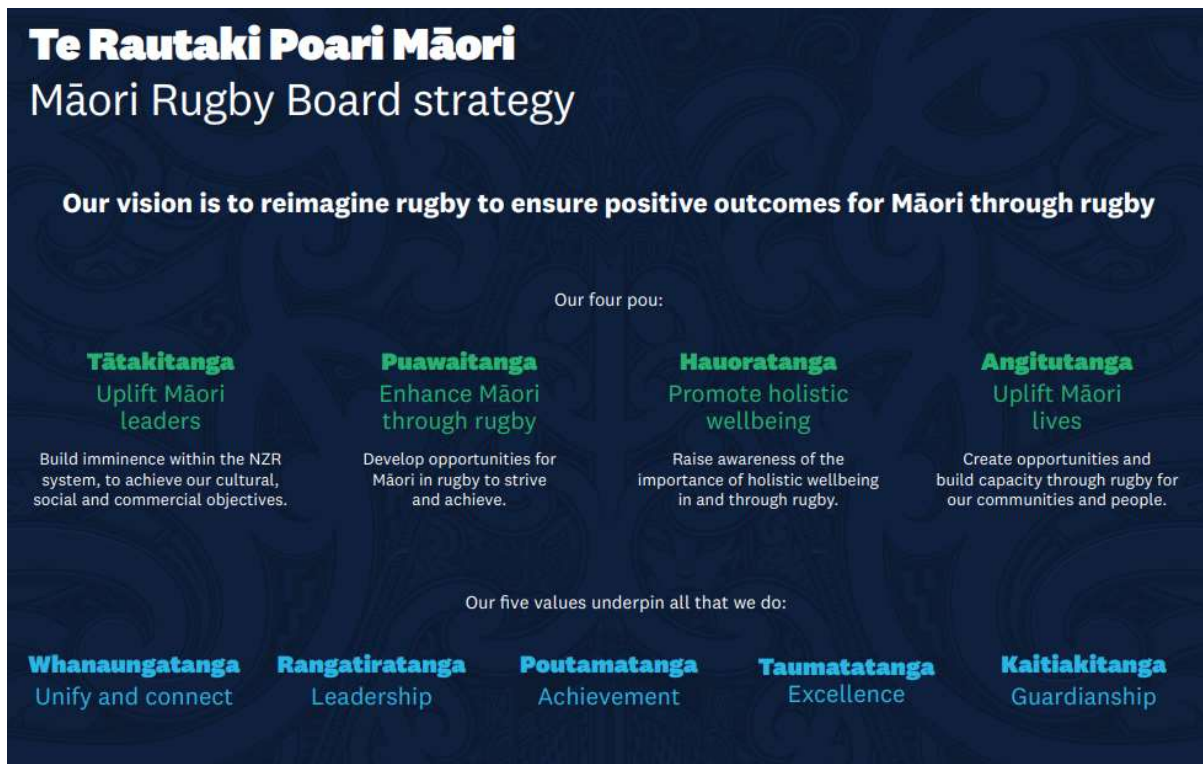 Te Rautaki Poari Māori
Māori Rugby Board strategy
Our vision is to reimagine rugby to ensure positive outcomes for Māori through rugby
Our four pou:
Tātakitanga
Uplift Māori
leaders
Build imminence within the NZR
system, to achieve our cultural,
social and commercial objectives.
Puawaitanga
Enhance Māori
through rugby
Develop opportunities for
Māori in rugby to strive
and achieve.
Hauoratanga
Promote holistic
wellbeing
Raise awareness of the
importance of holistic wellbeing
in and through rugby.
Angitutanga
Uplift Māori
lives
Create opportunities and
build capacity through rugby for
our communities and people.
Our five values underpin all that we do:
Whanaungatanga
Unify and connect
Rangatiratanga
Leadership
Poutamatanga
Achievement
Taumatatanga
Excellence
Kaitiakitanga
Guardianship